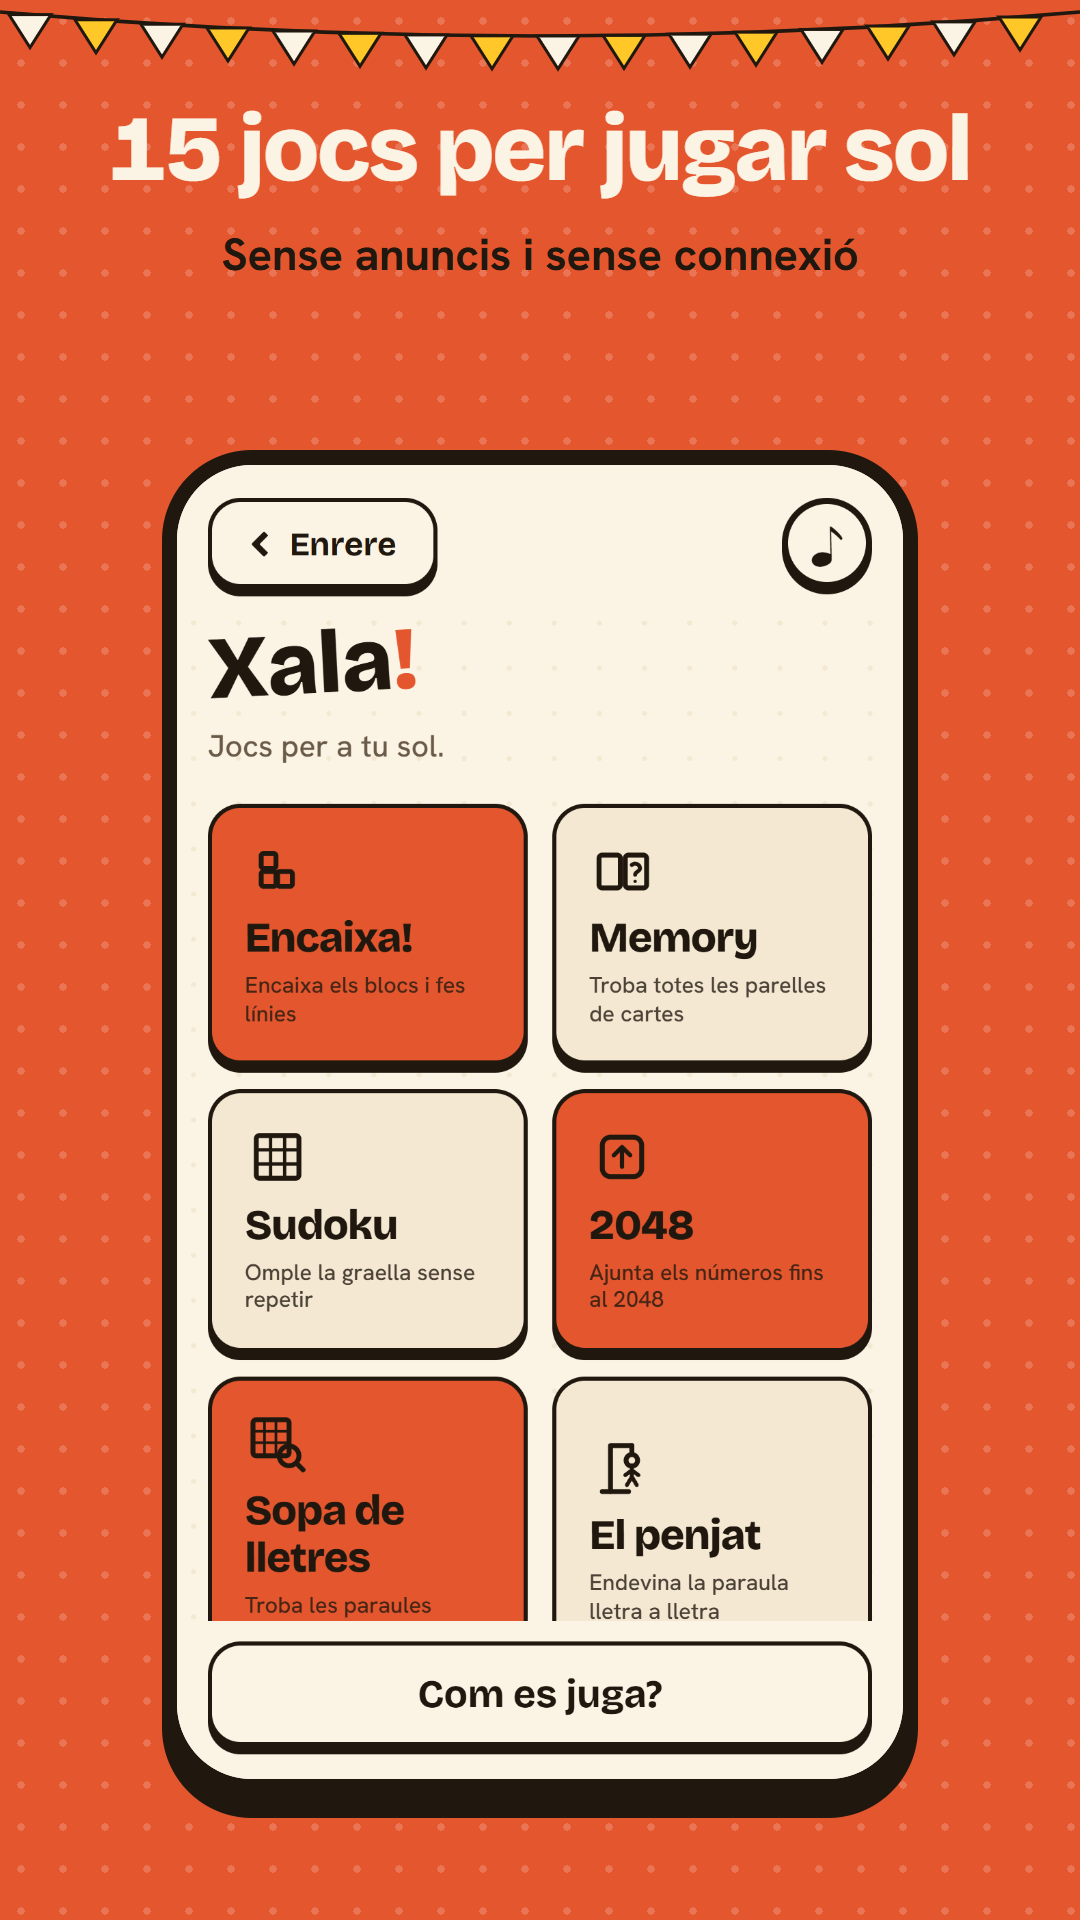 15 jocs per jugar sol
Sense anuncis i sense connexió
Enrere
Xala!
Jocs per a tu sol.
Encaixa!
Encaixa els blocs i fes
línies
Memory
Troba totes les parelles
de cartes
Sudoku
Omple la graella sense
repetir
2048
Ajunta els números fins
al 2048
Sopa de
lletres
Troba les paraules
El penjat
Endevina la paraula
lletra a lletra
Com es juga?